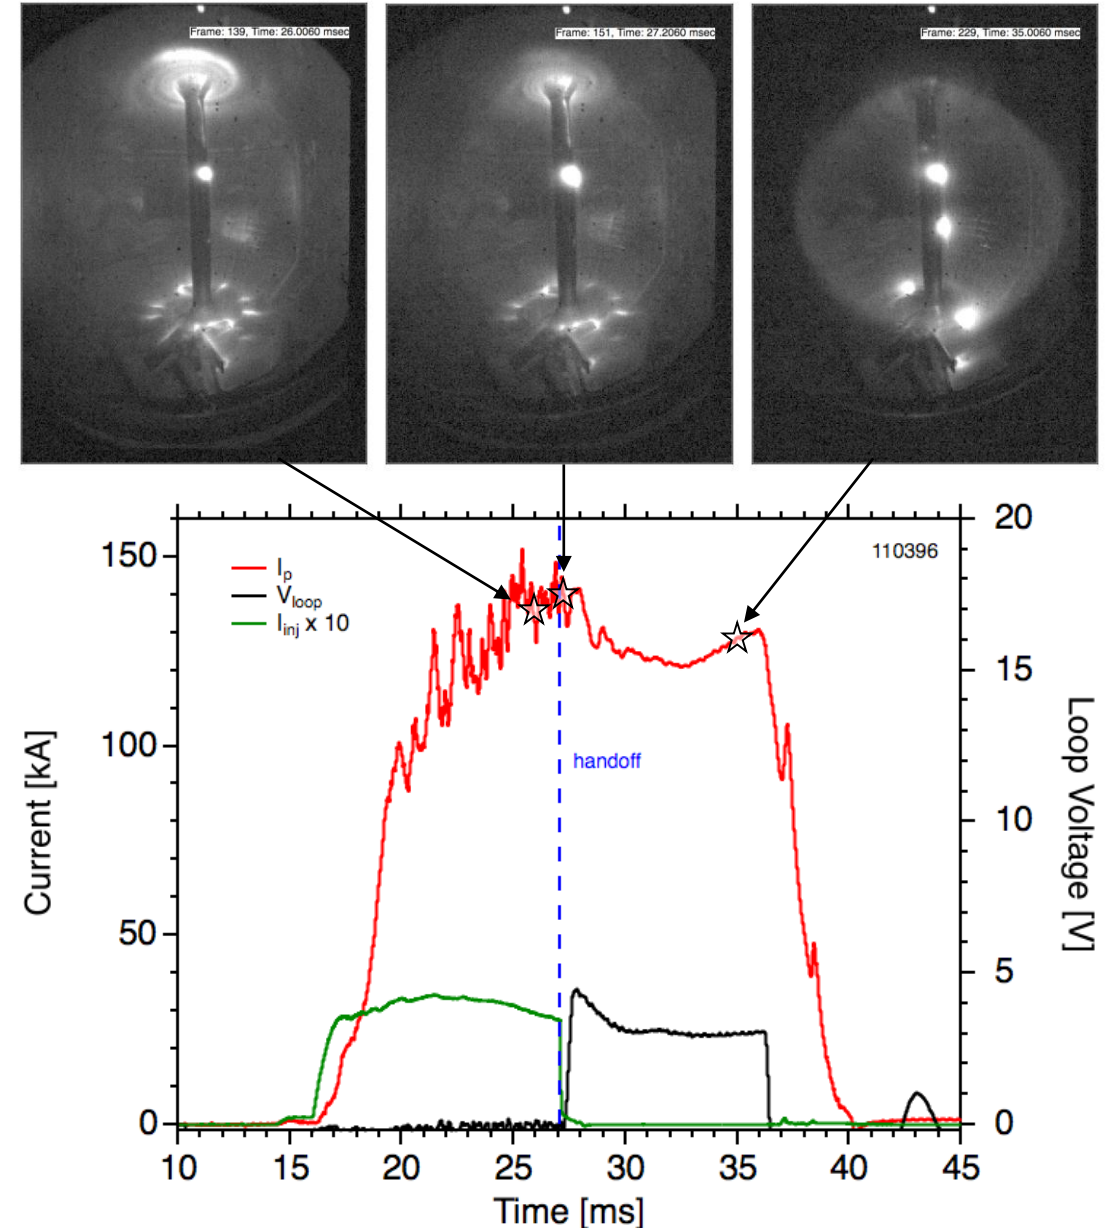 Frame: 139, Time: 26.0060 msec
Frame: 151, Time: 27.2060 msec
Frame: 229, Time: 35.0060 msec
150
100
50
0
Current [kA]
20
15
10
5
0
Loop Voltage [V]
110396
Ip
Vloop
Iinj x 10
handoff
10 15 20 25 30 35 40 45
Time [ms]